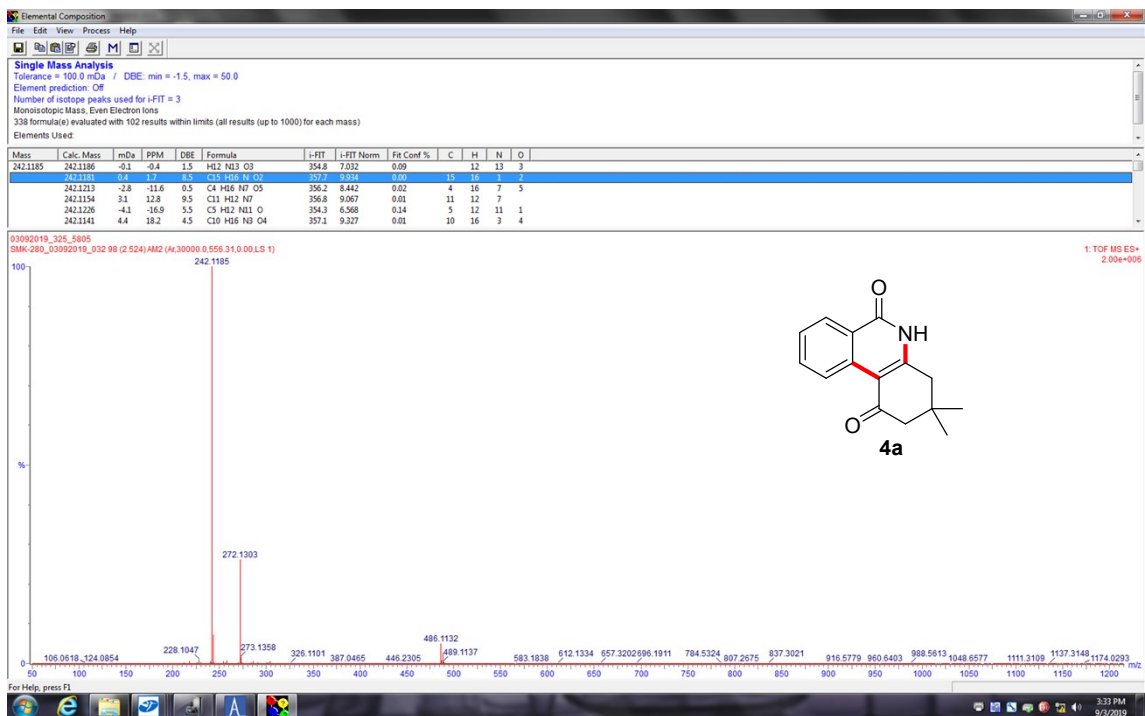 Elemental Composition
File Edit View Process Help
Single Mass Analysis
Tolerance = 100.0 mDa / DBE: min = -1.5, max = 50.0
Element prediction: Off
Number of isotope peaks used for i-FIT = 3
Monoisotopic Mass, Even Electron Ions
338 formula(e) evaluated with 102 results within limits (all results (up to 1000) for each mass)
Elements Used:
Mass Calc. Mass mDa PPM DBE Formula i-FIT i-FIT Norm Fit Conf % C H N O
242.1185 242.1186 -0.1 -0.4 1.5 H12 N13 O3 354.8 7.032 0.09 12 13 3
242.1181 0.4 1.7 8.5 C15 H16 N O2 357.7 9.934 0.00 15 16 1 2
242.1213 -2.8 -11.6 0.5 C4 H16 N7 O5 356.2 8.442 0.02 4 16 7 5
242.1154 3.1 12.8 9.5 C11 H12 N7 356.8 9.067 0.01 11 12 7
242.1226 -4.1 -16.9 5.5 C5 H12 N11 O 354.3 6.568 0.14 5 12 11 1
242.1141 4.4 18.2 4.5 C10 H16 N3 O4 357.1 9.327 0.01 10 16 3 4
03092019_325_5805
SMK-280_03092019_032 98 (2.524) AM2 (Ar,30000.0,556.31,0.00,LS 1)
1: TOF MS ES+
2.00e+006
242.1185
100
O
NH
O
4a
%
272.1303
486.1132
228.1047 273.1358 326.1101 489.1137 612.1334 657.3202 696.1911 784.5324 837.3021 988.5613 1137.3148
106.0618 124.0854 387.0465 446.2305 583.1838 807.2675 916.5779 960.6403 1048.6577 1111.3109 1174.0293
0
m/z
50 100 150 200 250 300 350 400 450 500 550 600 650 700 750 800 850 900 950 1000 1050 1100 1150 1200
For Help, press F1
3:33 PM
9/3/2019